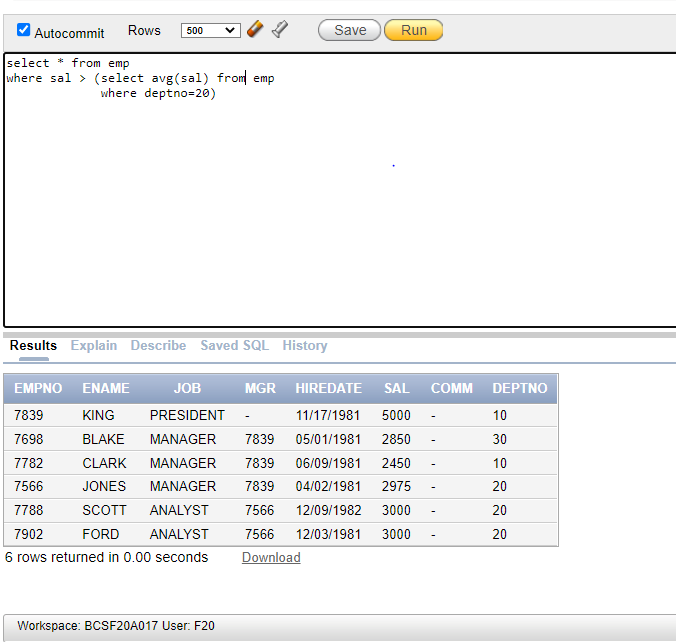 Autocommit Rows 500 Save Run
select * from emp
where sal > (select avg(sal) from emp
where deptno=20)
Results Explain Describe Saved SQL History
EMPNO ENAME JOB MGR HIREDATE SAL COMM DEPTNO
7839 KING PRESIDENT - 11/17/1981 5000 - 10
7698 BLAKE MANAGER 7839 05/01/1981 2850 - 30
7782 CLARK MANAGER 7839 06/09/1981 2450 - 10
7566 JONES MANAGER 7839 04/02/1981 2975 - 20
7788 SCOTT ANALYST 7566 12/09/1982 3000 - 20
7902 FORD ANALYST 7566 12/03/1981 3000 - 20
6 rows returned in 0.00 seconds Download
Workspace: BCSF20A017 User: F20